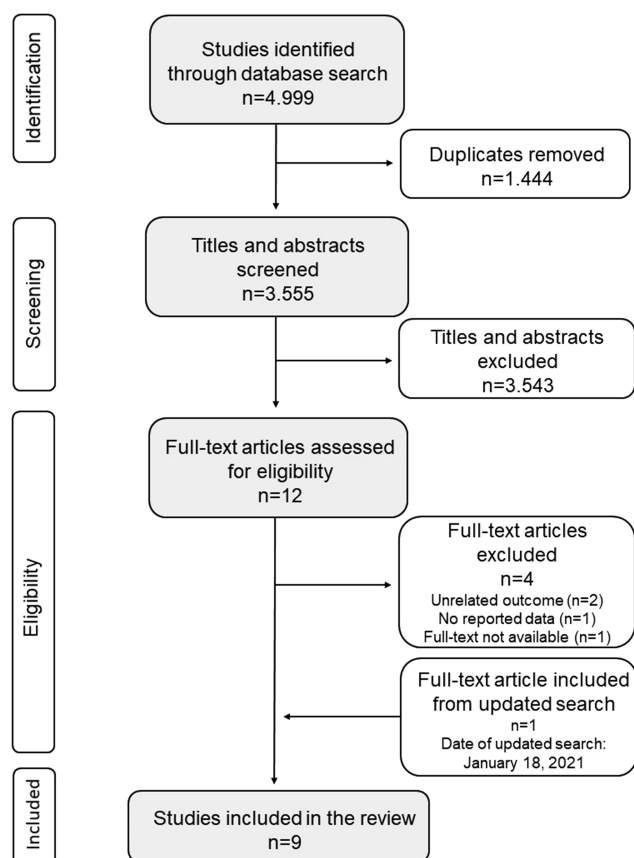 Identification
Studies identified
through database search
n=4.999
Duplicates removed
n=1.444
Screening
Titles and abstracts
screened
n=3.555
Titles and abstracts
excluded
n=3.543
Eligibility
Full-text articles assessed
for eligibility
n=12
Full-text articles
excluded
n=4
Unrelated outcome (n=2)
No reported data (n=1)
Full-text not available (n=1)
Full-text article included
from updated search
n=1
Date of updated search:
January 18, 2021
Included
Studies included in the review
n=9